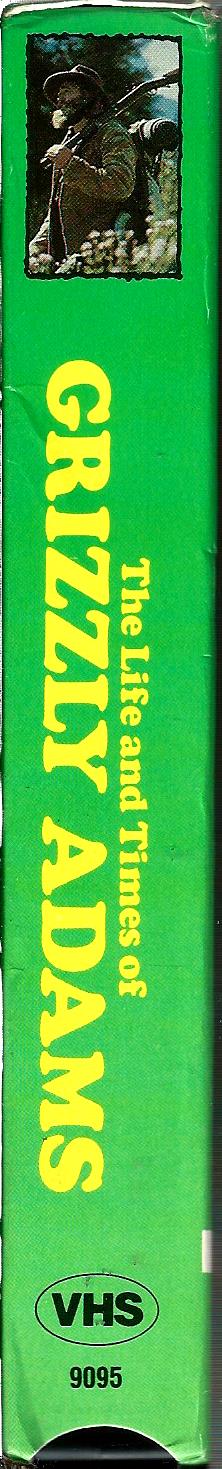 The Life and Times of
GRIZZLY ADAMS
VHS
9095